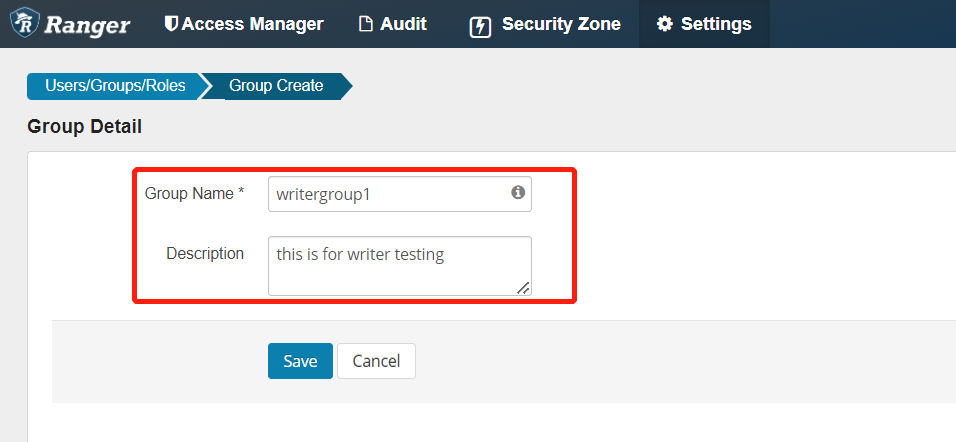 Ranger Access Manager Audit Security Zone Settings
Users/Groups/Roles Group Create
Group Detail
Group Name * writergroup1
Description this is for writer testing
Save Cancel